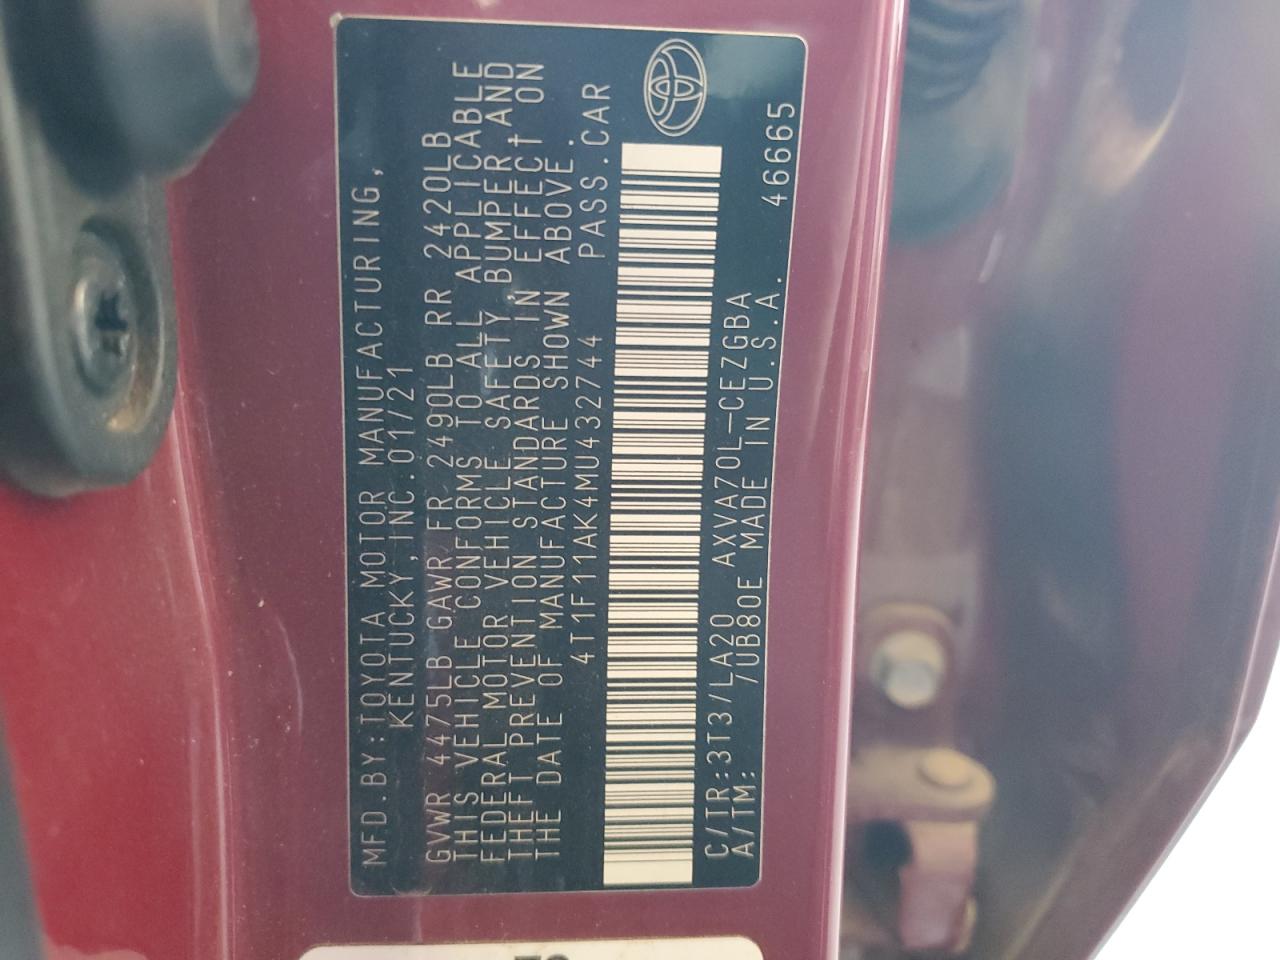 MFD.BY:TOYOTA MOTOR MANUFACTURING,
KENTUCKY,INC.01/21
GVWR 4475LB GAWR FR 2490LB RR 2420LB
THIS VEHICLE CONFORMS TO ALL APPLICABLE
FEDERAL MOTOR VEHICLE SAFETY,BUMPER AND
THEFT PREVENTION STANDARDS IN EFFECT ON
THE DATE OF MANUFACTURE SHOWN ABOVE.
4T1F11AK4MU432744 PASS.CAR
C/TR:3T3/LA20 AXVA70L-CEZGBA
A/TM: /UB80E MADE IN U.S.A. 46665